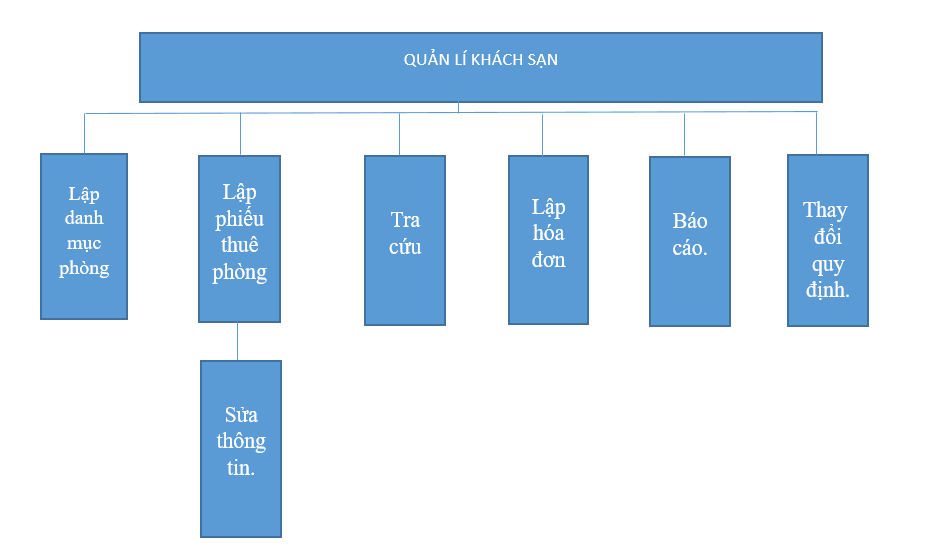 QUẢN LÍ KHÁCH SẠN
Lập
danh
mục
phòng
Lập
phiếu
thuê
phòng
Tra
cứu
Lập
hóa
đơn
Báo
cáo.
Thay
đổi
quy
định.
Sửa
thông
tin.